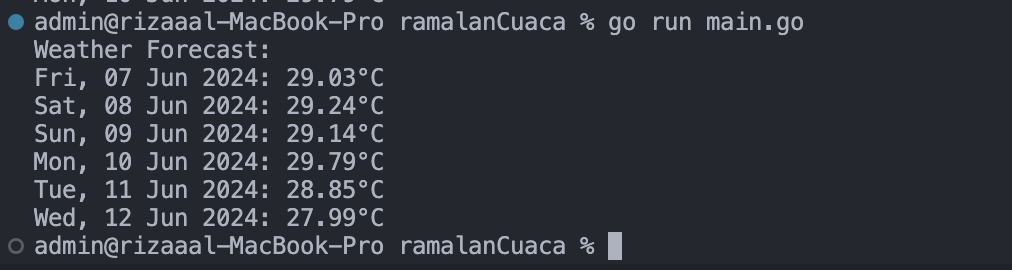 admin@rizaaal-MacBook-Pro ramalanCuaca % go run main.go
Weather Forecast:
Fri, 07 Jun 2024: 29.03°C
Sat, 08 Jun 2024: 29.24°C
Sun, 09 Jun 2024: 29.14°C
Mon, 10 Jun 2024: 29.79°C
Tue, 11 Jun 2024: 28.85°C
Wed, 12 Jun 2024: 27.99°C
admin@rizaaal-MacBook-Pro ramalanCuaca %